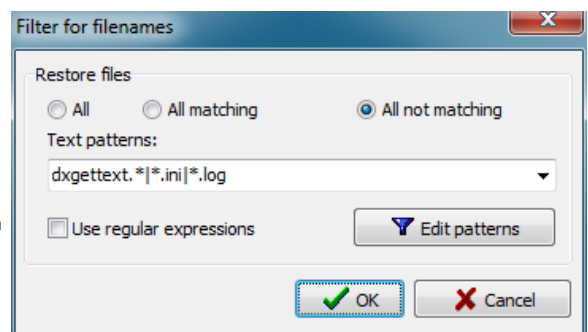 Filter for filenames
Restore files
All All matching All not matching
Text patterns:
dxgettext.*|*.ini|*.log
Use regular expressions Edit patterns
OK Cancel